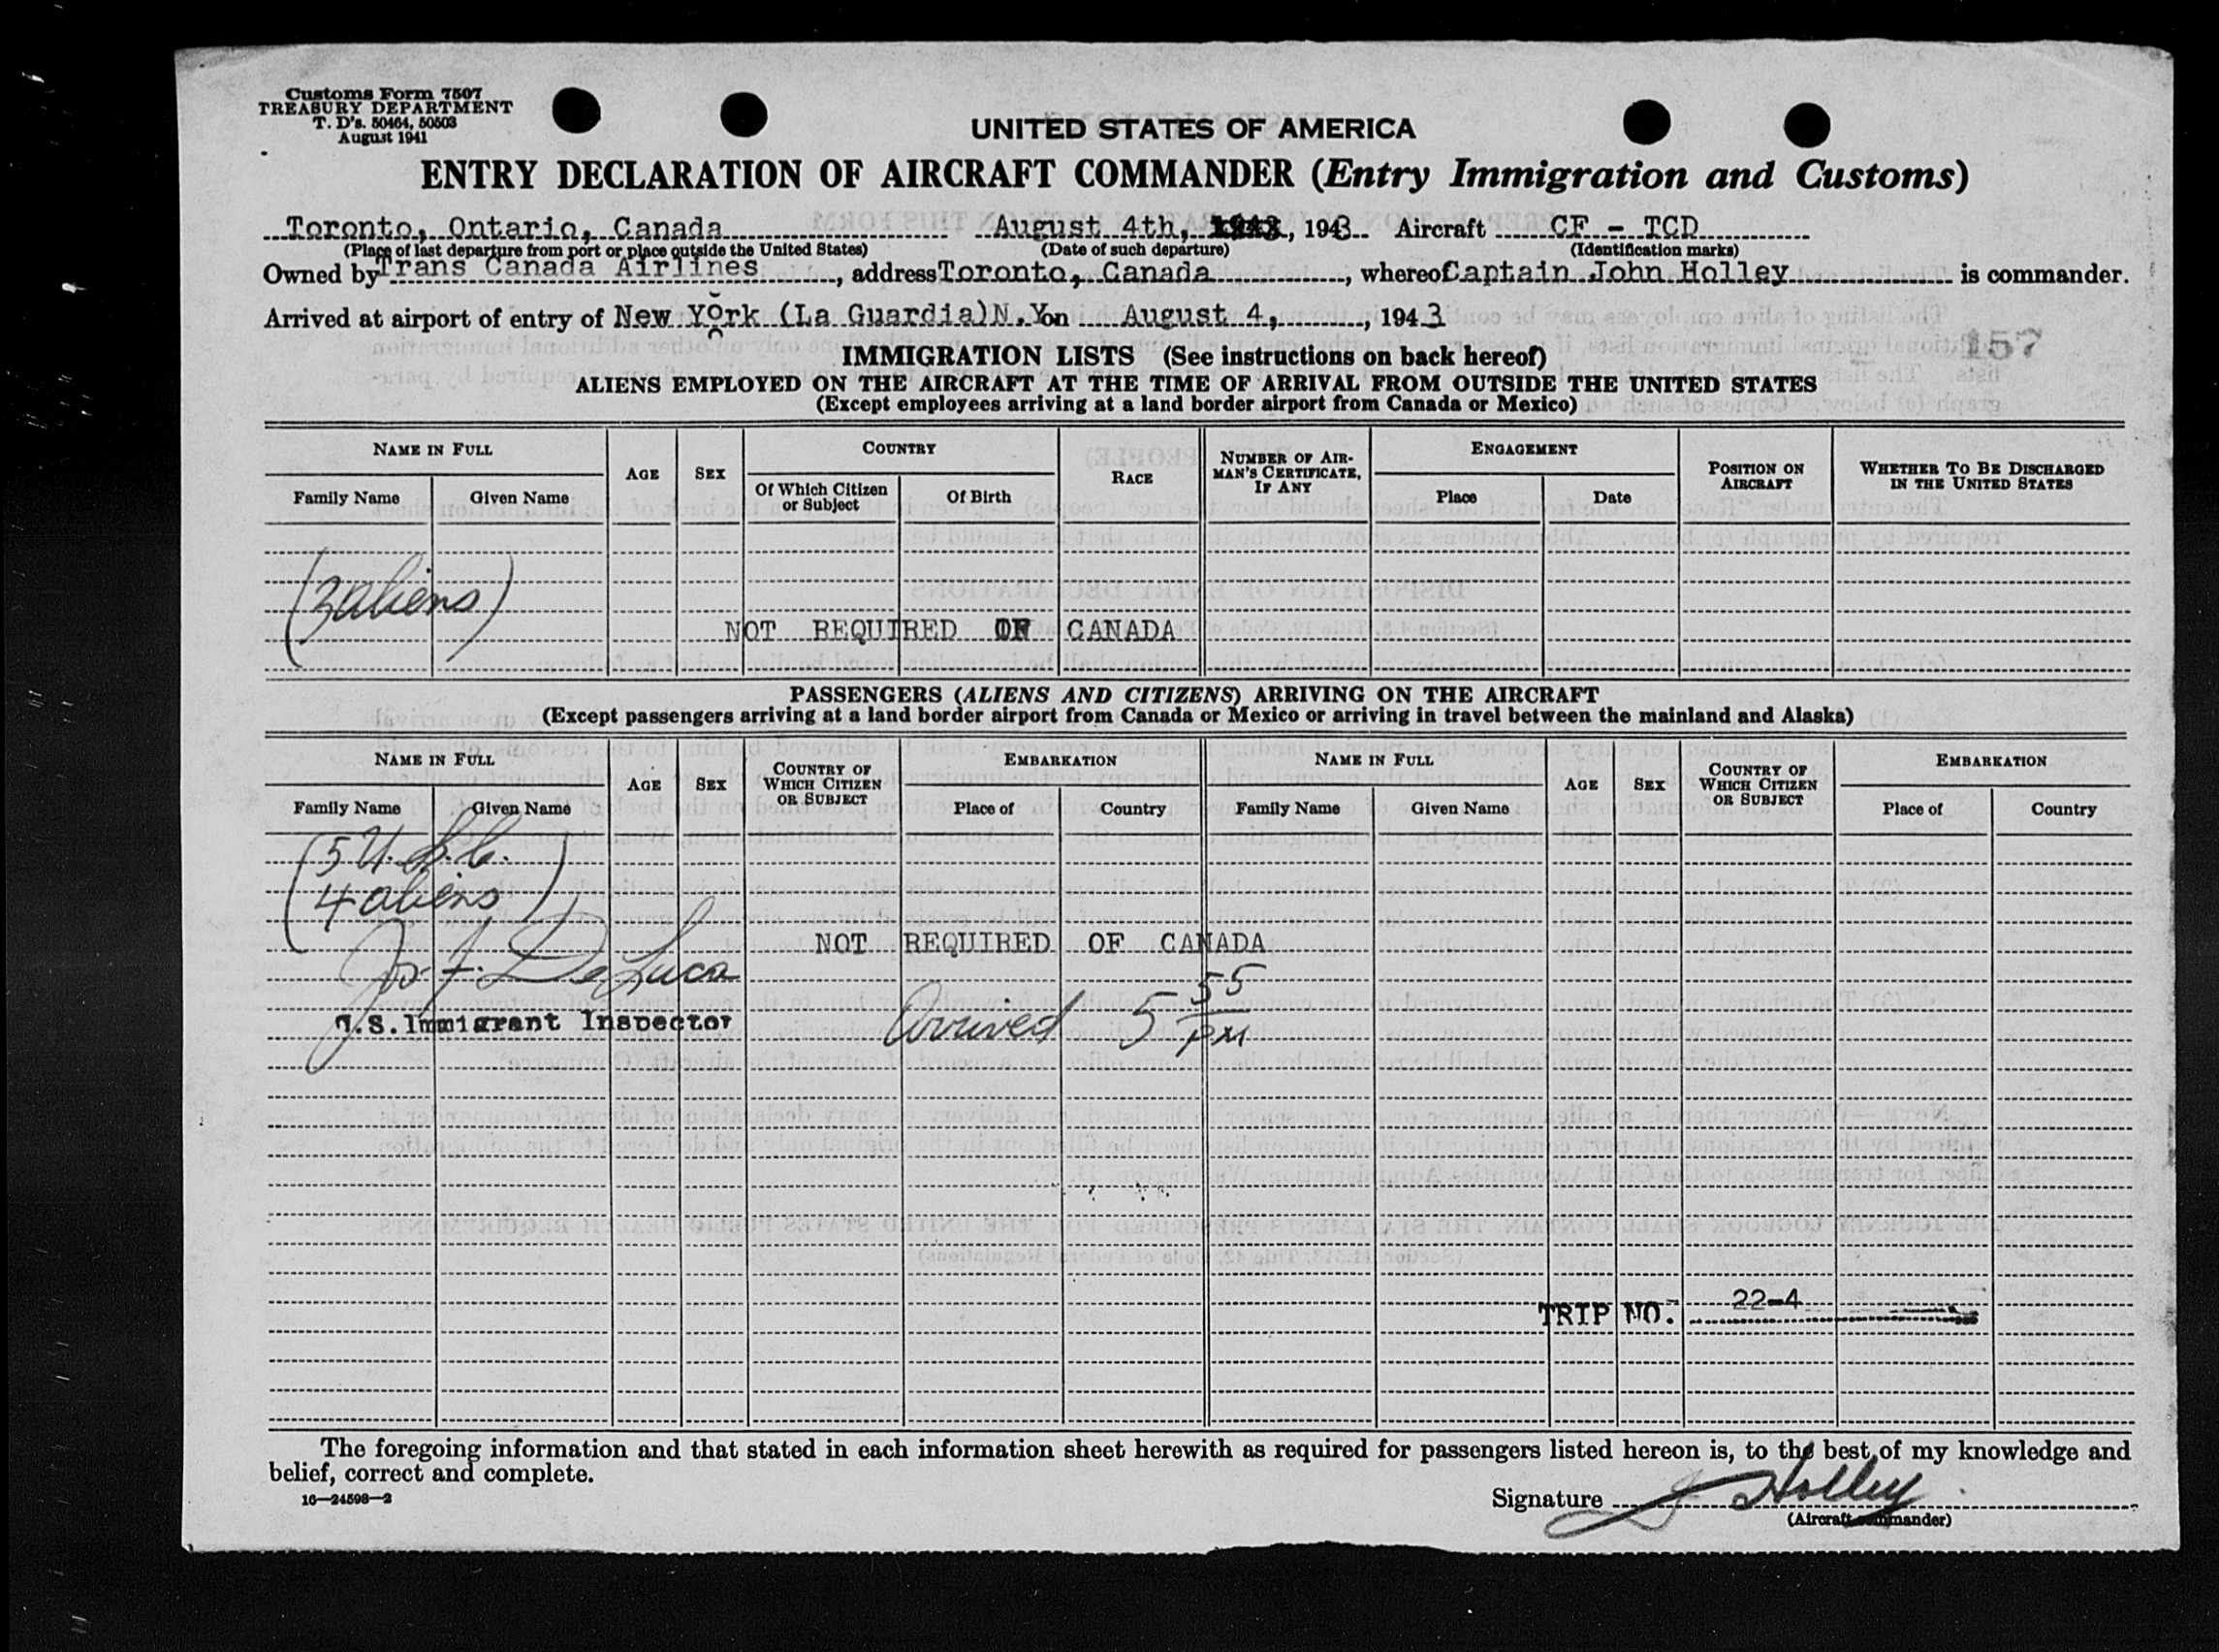 Customs Form 7507
TREASURY DEPARTMENT
T. D's. 50464, 50503
August 1941
UNITED STATES OF AMERICA
ENTRY DECLARATION OF AIRCRAFT COMMANDER (Entry Immigration and Customs)
Toronto, Ontario, Canada August 4th, , 1943 Aircraft CF - TCD
(Place of last departure from port or place outside the United States) (Date of such departure) (Identification marks)
Owned by Trans Canada Airlines, address Toronto, Canada, whereof Captain John Holley is commander.
Arrived at airport of entry of New York (La Guardia) N.Y. on August 4, , 1943
157
IMMIGRATION LISTS (See instructions on back hereof)
ALIENS EMPLOYED ON THE AIRCRAFT AT THE TIME OF ARRIVAL FROM OUTSIDE THE UNITED STATES
(Except employees arriving at a land border airport from Canada or Mexico)
NAME IN FULL AGE SEX COUNTRY RACE NUMBER OF AIRMAN'S CERTIFICATE, IF ANY ENGAGEMENT POSITION ON AIRCRAFT WHETHER TO BE DISCHARGED IN THE UNITED STATES
Family Name Given Name Of Which Citizen or Subject Of Birth Place Date
(3 aliens)
NOT REQUIRED OF CANADA
PASSENGERS (ALIENS AND CITIZENS) ARRIVING ON THE AIRCRAFT
(Except passengers arriving at a land border airport from Canada or Mexico or arriving in travel between the mainland and Alaska)
NAME IN FULL AGE SEX COUNTRY OF WHICH CITIZEN OR SUBJECT EMBARKATION NAME IN FULL AGE SEX COUNTRY OF WHICH CITIZEN OR SUBJECT EMBARKATION
Family Name Given Name Place of Country Family Name Given Name Place of Country
(5 U.S.C.
4 aliens)
NOT REQUIRED OF CANADA
Jos. F. DeLuca
U.S. Immigrant Inspector
Arrived 5 55 PM
TRIP NO. 22-4
The foregoing information and that stated in each information sheet herewith as required for passengers listed hereon is, to the best of my knowledge and
belief, correct and complete.
16—24598—2
Signature J Holley
(Aircraft commander)